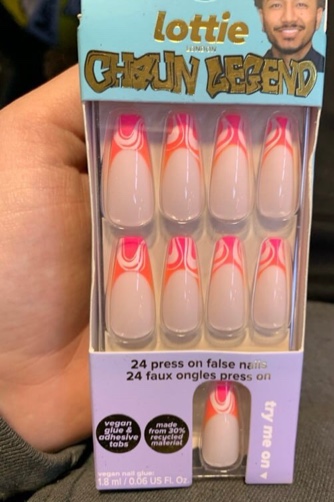 lottie
LONDON
CHAUN LEGEND
24 press on false nails
24 faux ongles press on
vegan
glue &
adhesive
tabs
made
from 30%
recycled
material
try me on
vegan nail glue:
1.8 ml / 0.06 US FL Oz